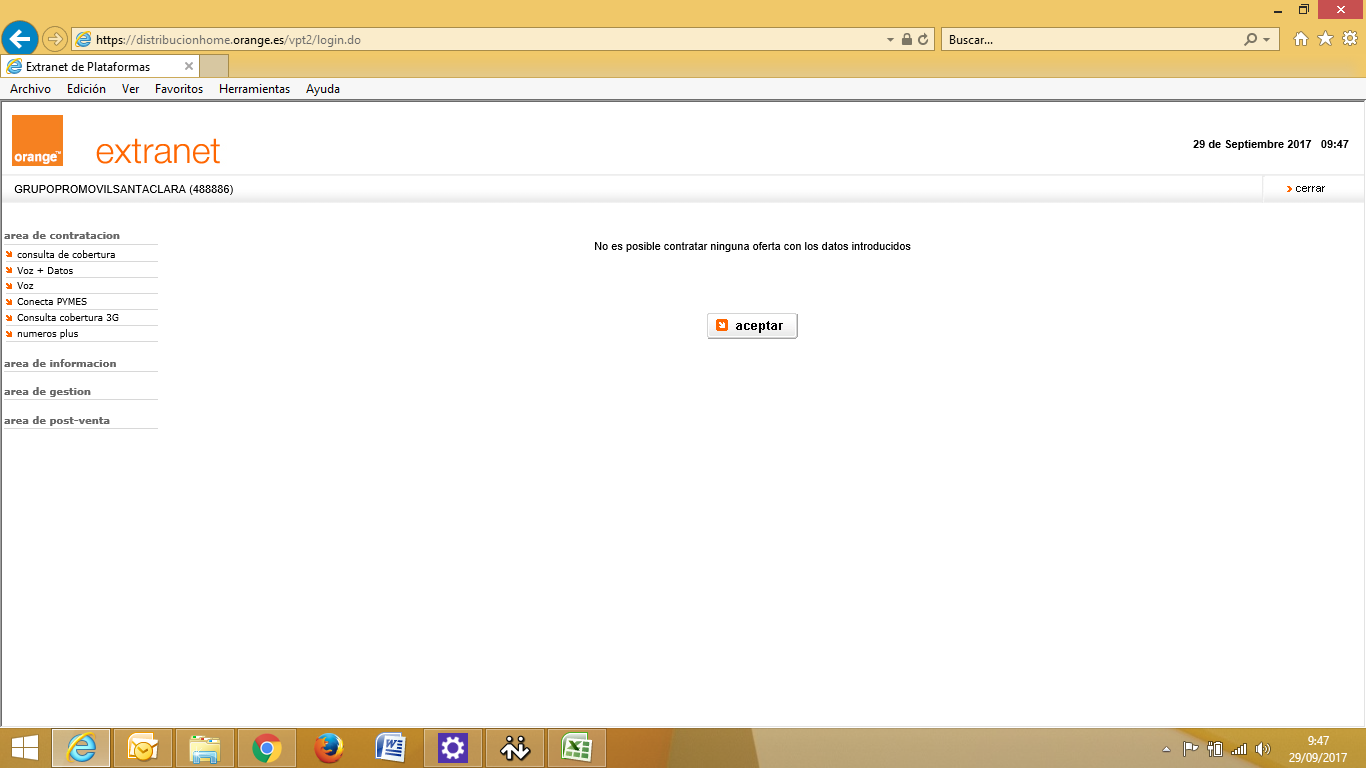 https://distribucionhome.orange.es/vpt2/login.do
Buscar...
Extranet de Plataformas
Archivo Edición Ver Favoritos Herramientas Ayuda
orange™
extranet
29 de Septiembre 2017 09:47
GRUPOPROMOVILSANTACLARA (488886)
cerrar
area de contratacion
consulta de cobertura
Voz + Datos
Voz
Conecta PYMES
Consulta cobertura 3G
numeros plus
area de informacion
area de gestion
area de post-venta
No es posible contratar ninguna oferta con los datos introducidos
aceptar
9:47
29/09/2017